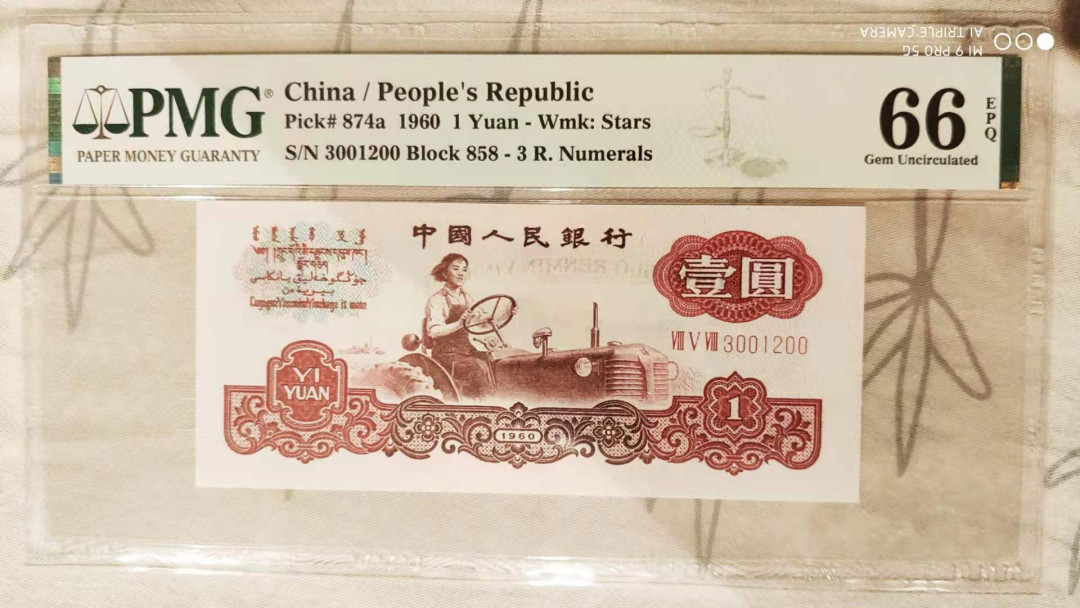 MI 9 PRO 5G
AI TRIPLE CAMERA
PMG®
PAPER MONEY GUARANTY
China / People's Republic
Pick# 874a 1960 1 Yuan - Wmk: Stars
S/N 3001200 Block 858 - 3 R. Numerals
66
EPQ
Gem Uncirculated
中國人民銀行
壹圓
VIII V VIII 3001200
YI
YUAN
1960
1